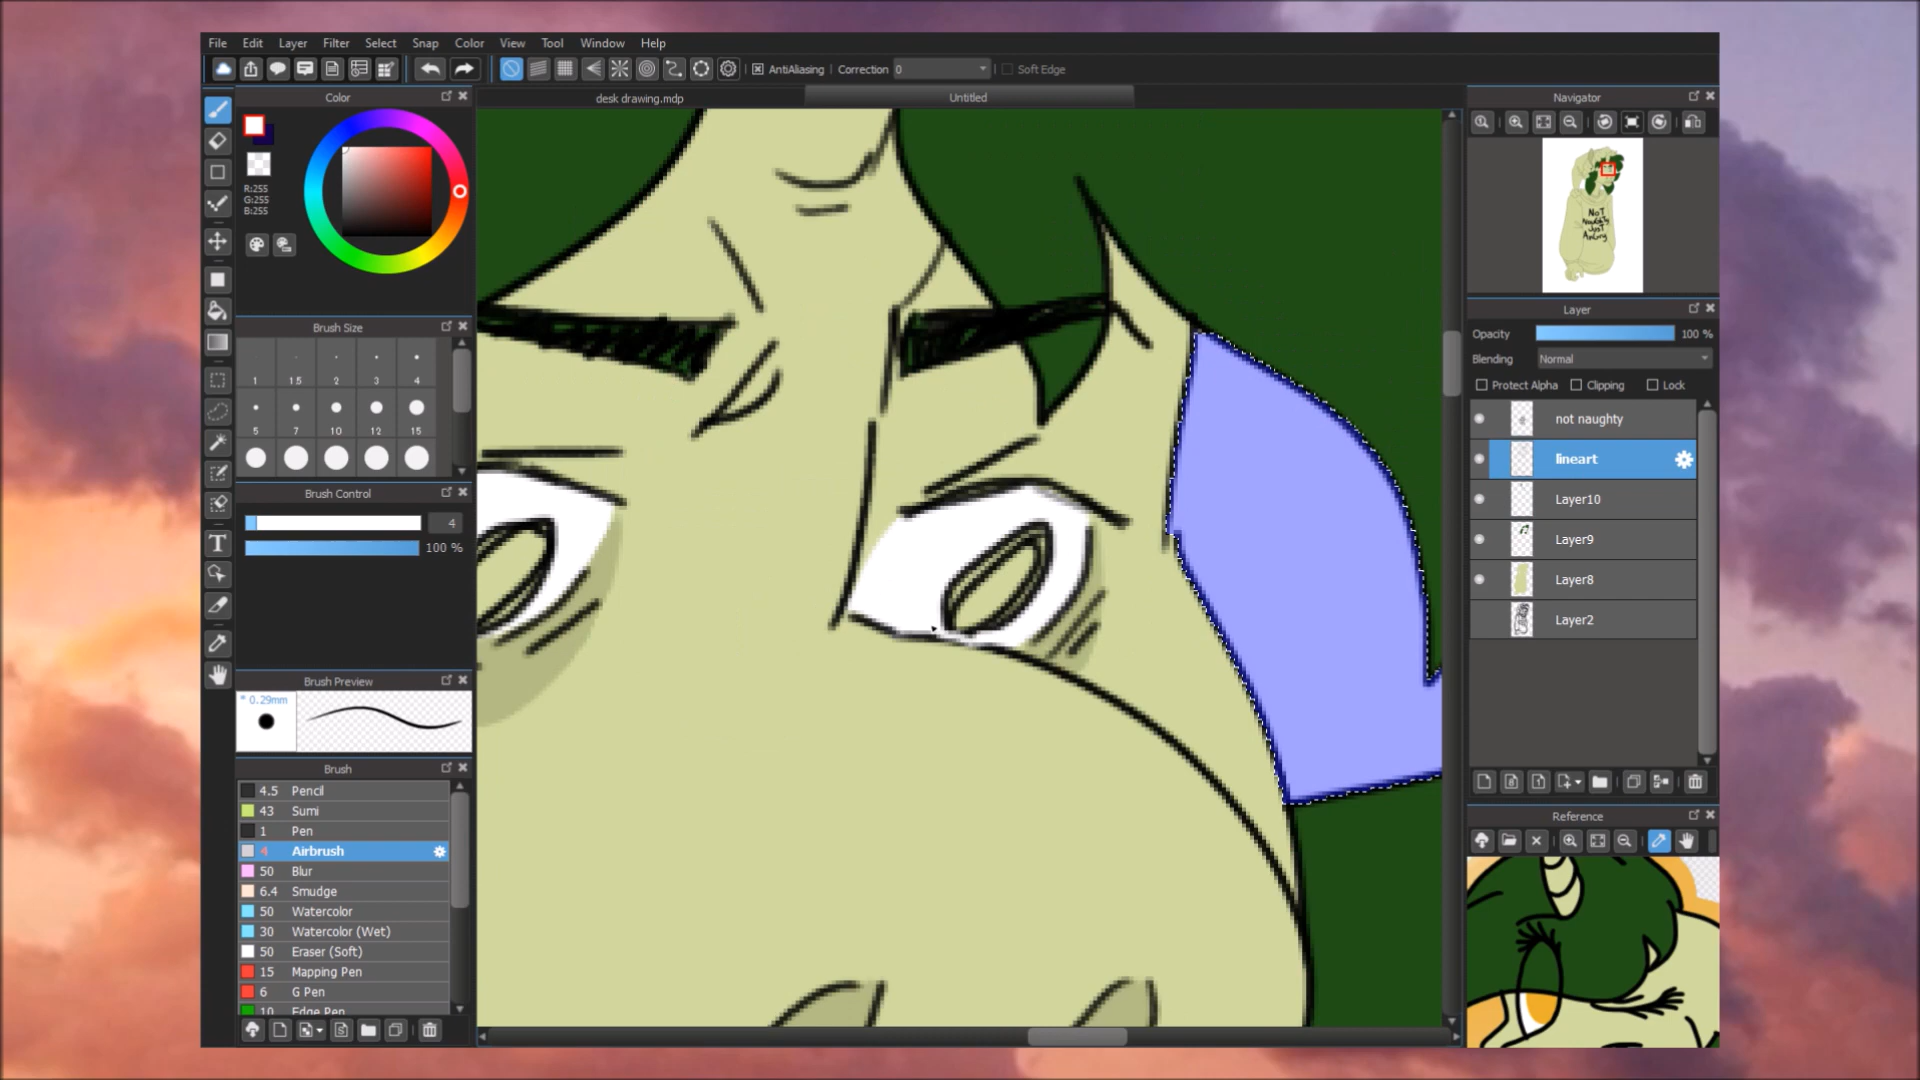 File Edit Layer Filter Select Snap Color View Tool Window Help
AntiAliasing Correction 0 Soft Edge
Color
desk drawing.mdp
Untitled
Navigator
R:255
G:255
B:255
NoT
Naughty
JusT
AnGry
Layer
Opacity 100 %
Blending Normal
Protect Alpha Clipping Lock
not naughty
lineart
Layer10
Layer9
Layer8
Layer2
Reference
Brush Size
1 1.5 2 3 4
5 7 10 12 15
Brush Control
4
100 %
Brush Preview
* 0.29mm
Brush
4.5 Pencil
43 Sumi
1 Pen
4 Airbrush
50 Blur
6.4 Smudge
50 Watercolor
30 Watercolor (Wet)
50 Eraser (Soft)
15 Mapping Pen
6 G Pen
10 Edge Pen